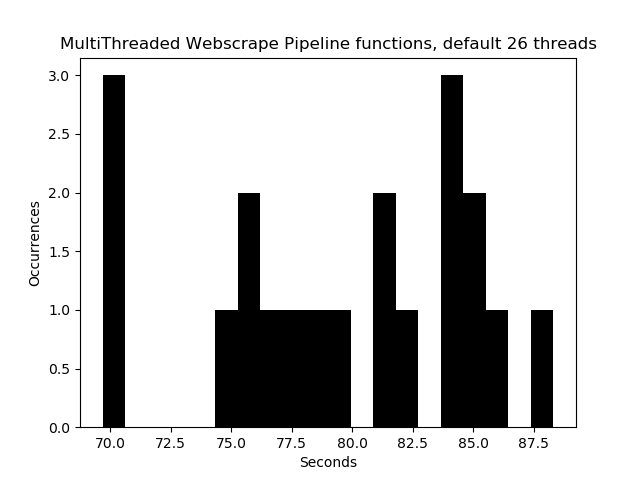 MultiThreaded Webscrape Pipeline functions, default 26 threads
3.0
2.5
2.0
1.5
1.0
0.5
0.0
Occurrences
70.0 72.5 75.0 77.5 80.0 82.5 85.0 87.5
Seconds